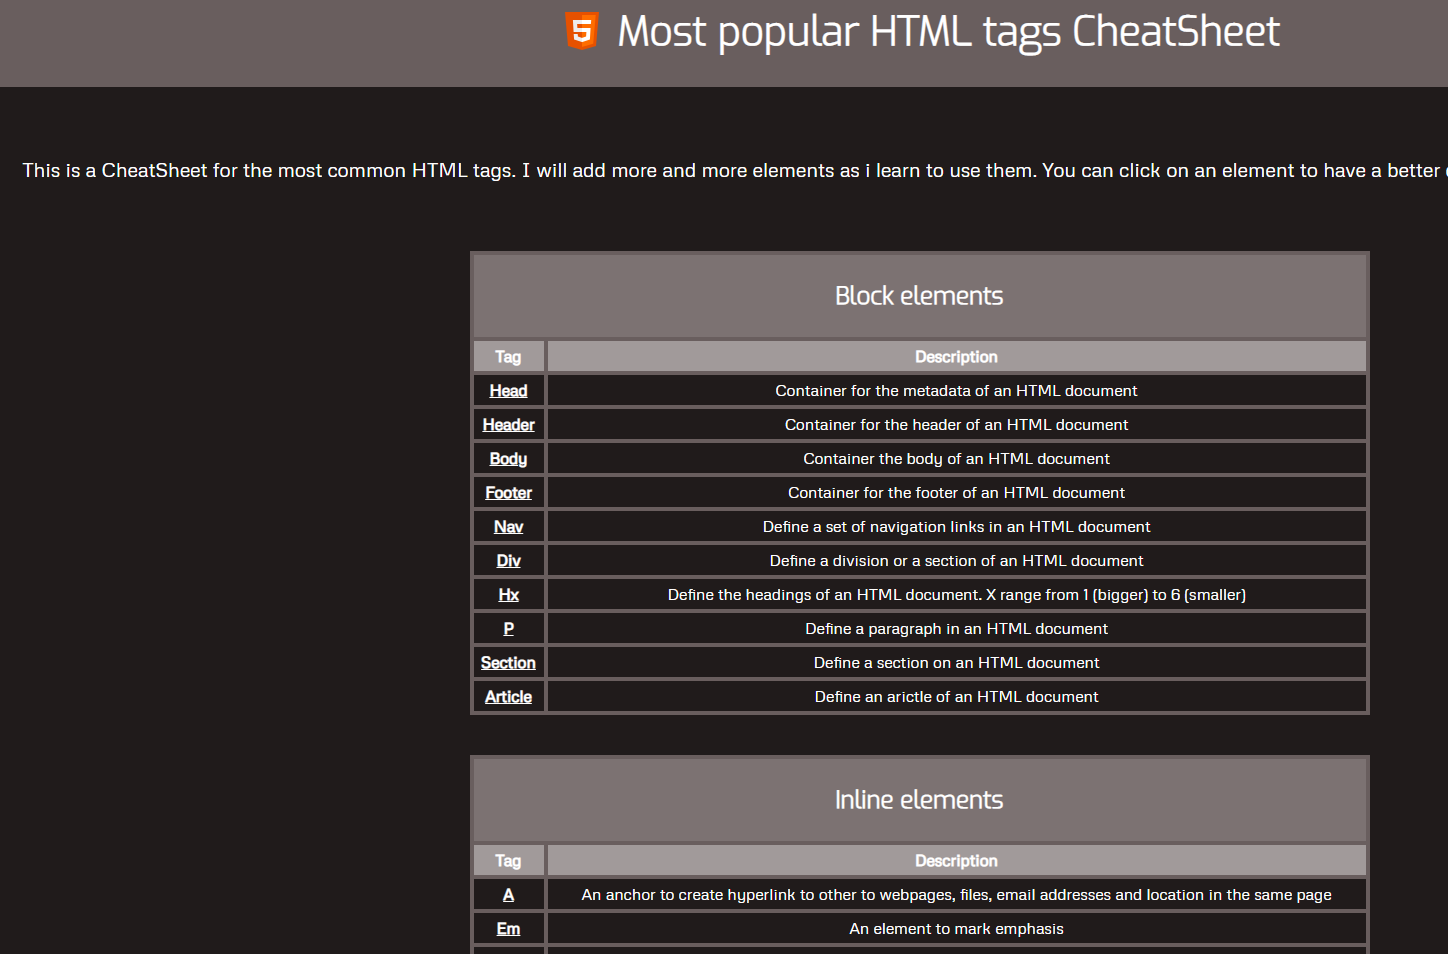 Most popular HTML tags CheatSheet
This is a CheatSheet for the most common HTML tags. I will add more and more elements as i learn to use them. You can click on an element to have a better
Block elements
Tag Description
Head Container for the metadata of an HTML document
Header Container for the header of an HTML document
Body Container the body of an HTML document
Footer Container for the footer of an HTML document
Nav Define a set of navigation links in an HTML document
Div Define a division or a section of an HTML document
Hx Define the headings of an HTML document. X range from 1 (bigger) to 6 (smaller)
P Define a paragraph in an HTML document
Section Define a section on an HTML document
Article Define an arictle of an HTML document
Inline elements
Tag Description
A An anchor to create hyperlink to other to webpages, files, email addresses and location in the same page
Em An element to mark emphasis